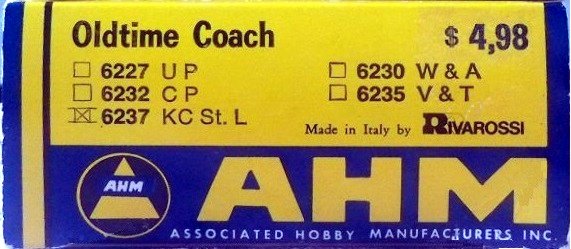 Oldtime Coach $ 4,98
☐ 6227 U P ☐ 6230 W & A
☐ 6232 C P ☐ 6235 V & T
☒ 6237 KC St. L
Made in Italy by RIVAROSSI
AHM
AHM
ASSOCIATED HOBBY MANUFACTURERS INC.